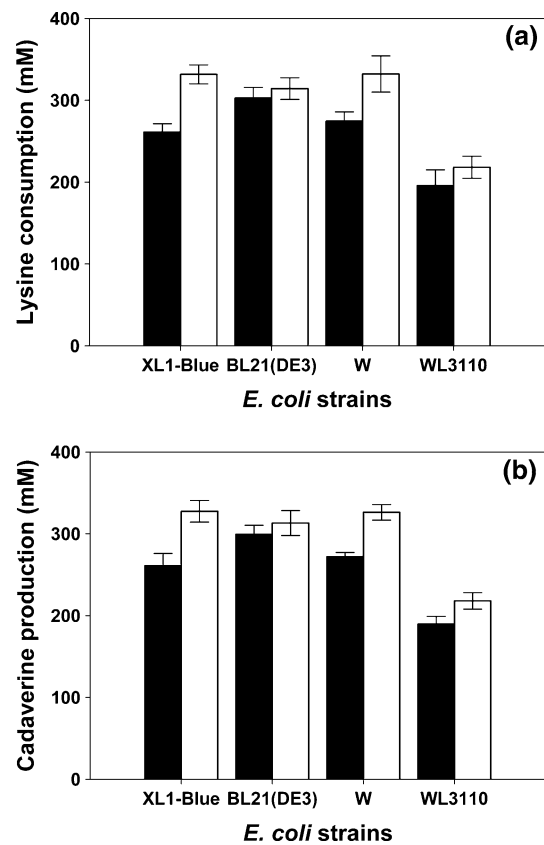 (a)
Lysine consumption (mM)
400
300
200
100
0
XL1-Blue BL21(DE3) W WL3110
E. coli strains
(b)
Cadaverine production (mM)
400
300
200
100
0
XL1-Blue BL21(DE3) W WL3110
E. coli strains